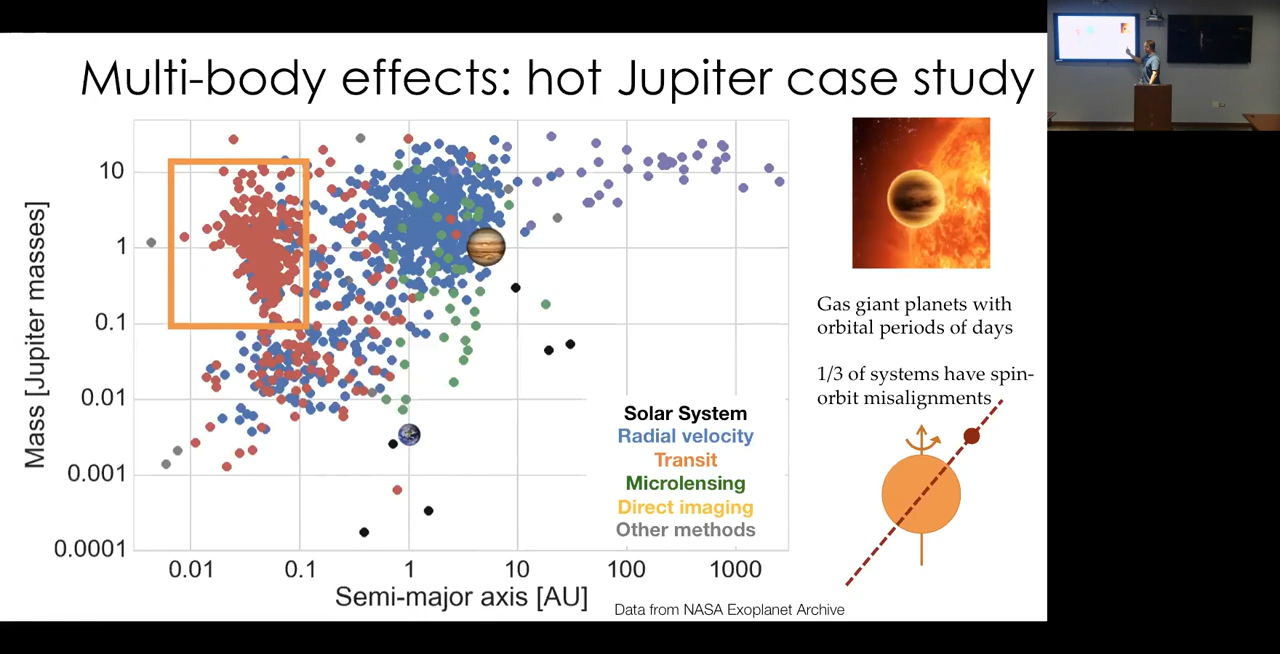 Multi-body effects: hot Jupiter case study
Mass [Jupiter masses]
10
1
0.1
0.01
0.001
0.0001
0.01
0.1
1
10
100
1000
Semi-major axis [AU]
Solar System
Radial velocity
Transit
Microlensing
Direct imaging
Other methods
Data from NASA Exoplanet Archive
Gas giant planets with
orbital periods of days
1/3 of systems have spin-
orbit misalignments